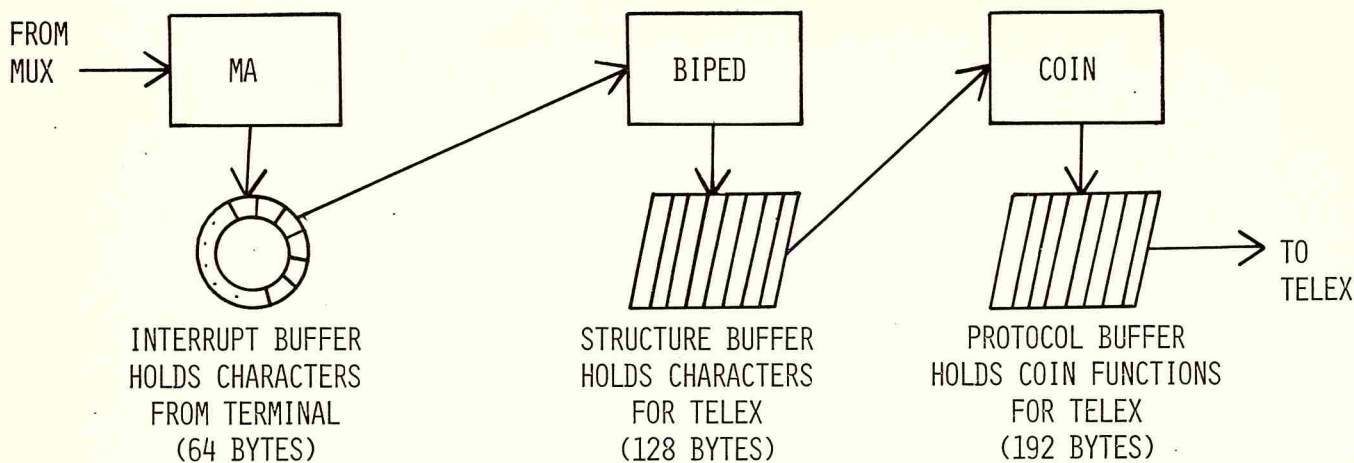 FROM
MUX
MA
BIPED
COIN
INTERRUPT BUFFER
HOLDS CHARACTERS
FROM TERMINAL
(64 BYTES)
STRUCTURE BUFFER
HOLDS CHARACTERS
FOR TELEX
(128 BYTES)
PROTOCOL BUFFER
HOLDS COIN FUNCTIONS
FOR TELEX
(192 BYTES)
TO
TELEX